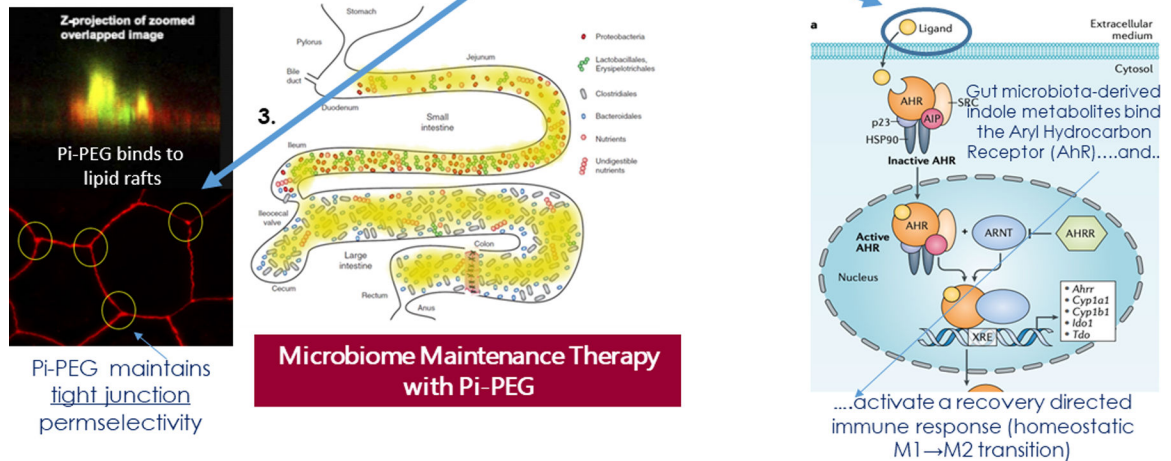 Z-projection of zoomed
overlapped image
Pi-PEG binds to
lipid rafts
Pi-PEG maintains
tight junction
permselectivity
3.
Stomach
Pylorus
Bile
duct
Duodenum
Jejunum
Small
intestine
Ileum
Ileocecal
valve
Large
intestine
Cecum
Colon
Rectum
Anus
Proteobacteria
Lactobacillales,
Erysipelotrichales
Clostridiales
Bacteroidales
Nutrients
Undigestible
nutrients
Microbiome Maintenance Therapy
with Pi-PEG
a
Ligand
Extracellular
medium
Cytosol
AHR
SRC
p23
AIP
HSP90
Inactive AHR
Gut microbiota-derived
indole metabolites bind
the Aryl Hydrocarbon
Receptor (AhR)....and..
Active
AHR
AHR
+
ARNT
AHRR
Nucleus
XRE
• Ahrr
• Cyp1a1
• Cyp1b1
• Ido1
• Tdo
.....activate a recovery directed
immune response (homeostatic
M1→M2 transition)